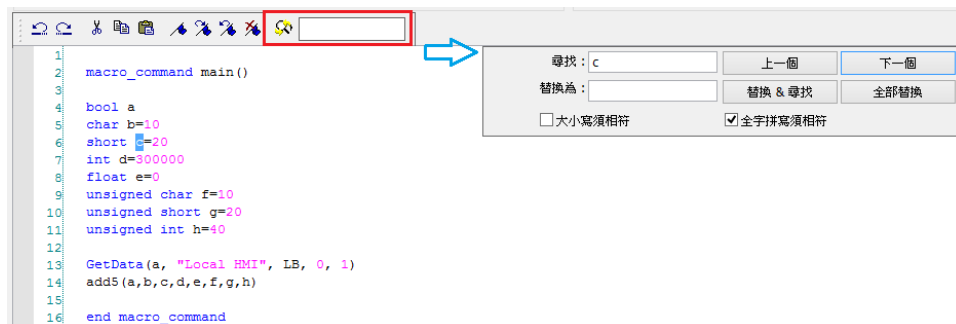 1
2 macro_command main()
3
4 bool a
5 char b=10
6 short c=20
7 int d=300000
8 float e=0
9 unsigned char f=10
10 unsigned short g=20
11 unsigned int h=40
12
13 GetData(a, "Local HMI", LB, 0, 1)
14 add5(a,b,c,d,e,f,g,h)
15
16 end macro_command
尋找：c 上一個 下一個
替換為： 替換 & 尋找 全部替換
大小寫須相符 全字拼寫須相符